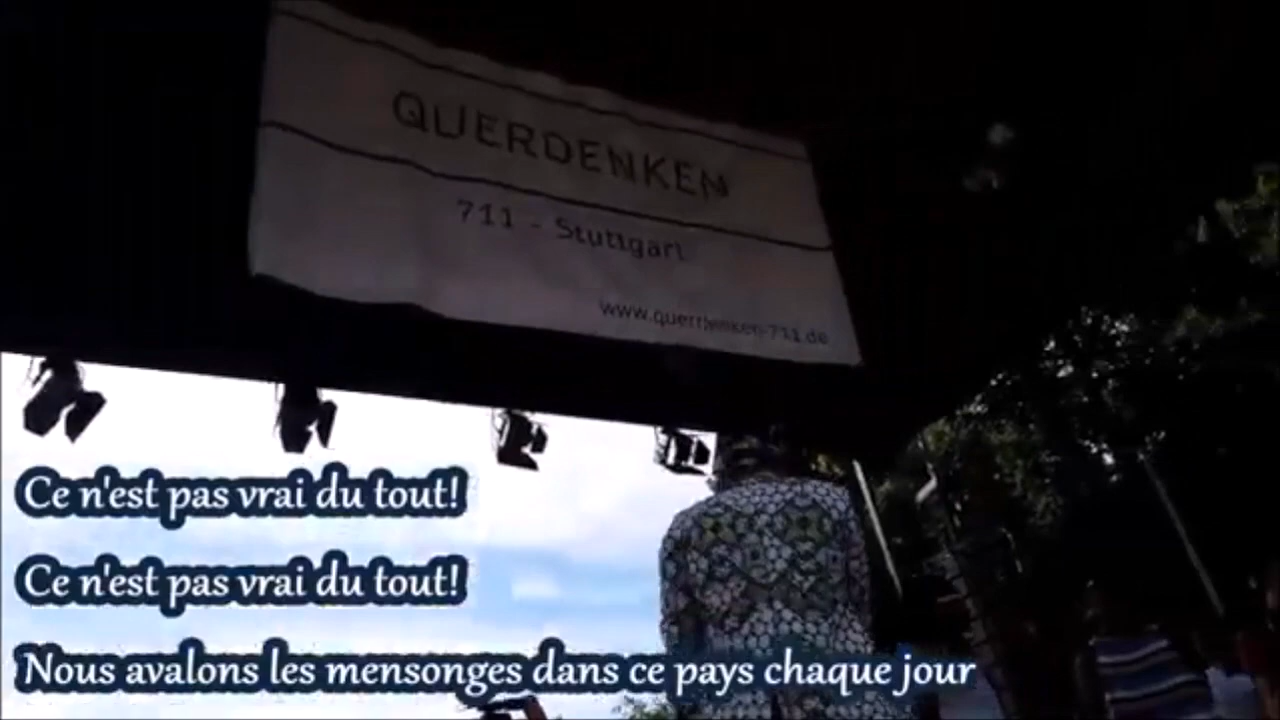 QUERDENKEN
711 - Stuttgart
www.querdenken-711.de
Ce n'est pas vrai du tout!
Ce n'est pas vrai du tout!
Nous avalons les mensonges dans ce pays chaque jour